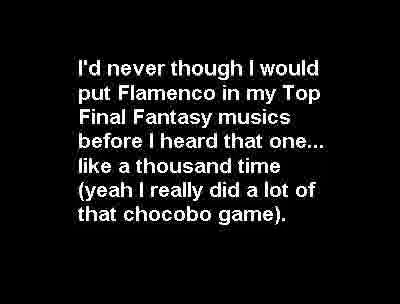 I'd never though I would
put Flamenco in my Top
Final Fantasy musics
before I heard that one...
like a thousand time
(yeah I really did a lot of
that chocobo game).